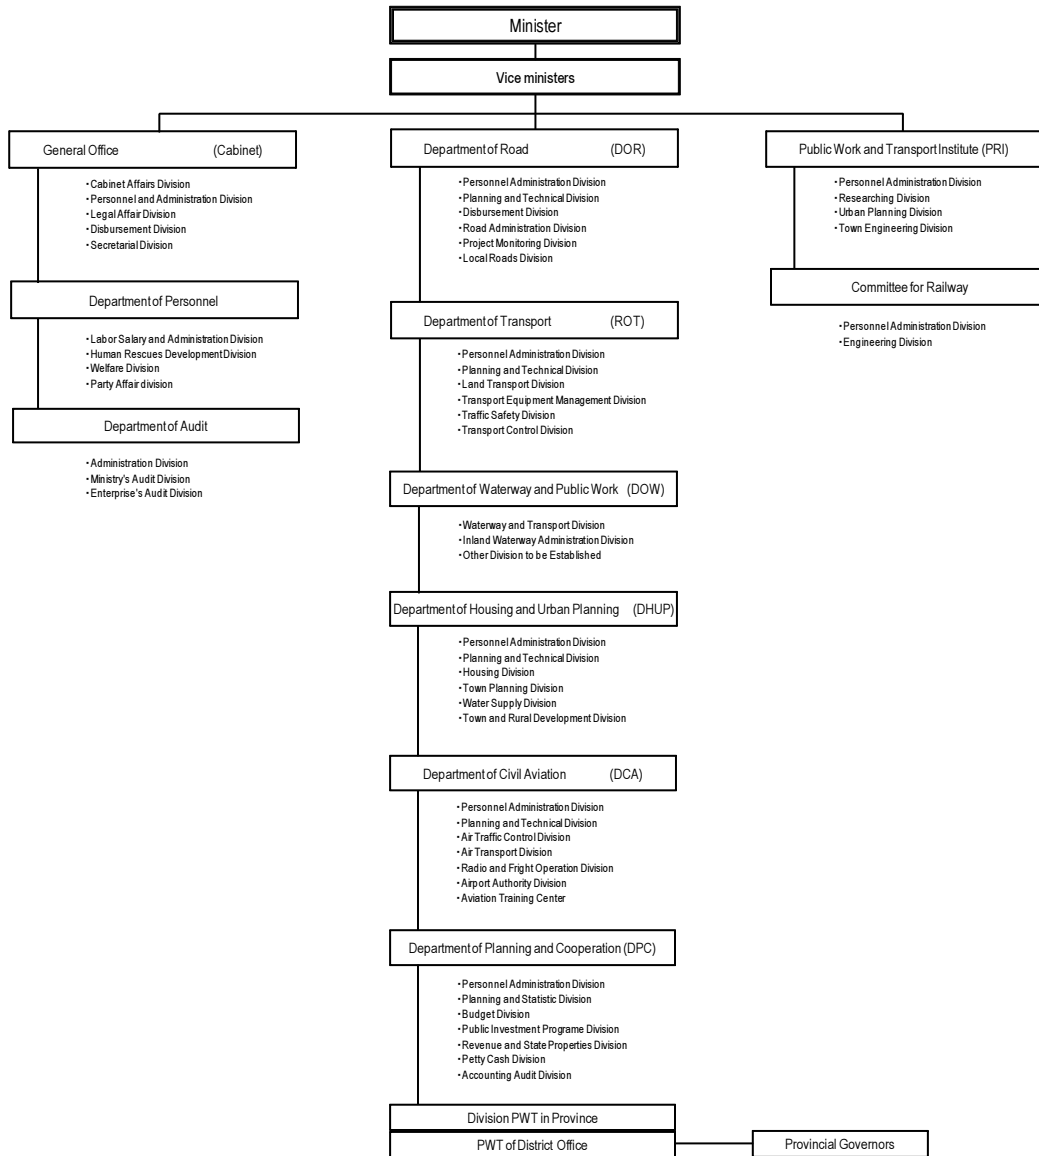 Minister
Vice ministers
General Office (Cabinet)
・Cabinet Affairs Division
・Personnel and Administration Division
・Legal Affair Division
・Disbursement Division
・Secretarial Division
Department of Personnel
・Labor Salary and Administration Division
・Human Rescues Development Division
・Welfare Division
・Party Affair division
Department of Audit
・Administration Division
・Ministry's Audit Division
・Enterprise's Audit Division
Department of Road (DOR)
・Personnel Administration Division
・Planning and Technical Division
・Disbursement Division
・Road Administration Division
・Project Monitoring Division
・Local Roads Division
Department of Transport (ROT)
・Personnel Administration Division
・Planning and Technical Division
・Land Transport Division
・Transport Equipment Management Division
・Traffic Safety Division
・Transport Control Division
Department of Waterway and Public Work (DOW)
・Waterway and Transport Division
・Inland Waterway Administration Division
・Other Division to be Established
Department of Housing and Urban Planning (DHUP)
・Personnel Administration Division
・Planning and Technical Division
・Housing Division
・Town Planning Division
・Water Supply Division
・Town and Rural Development Division
Department of Civil Aviation (DCA)
・Personnel Administration Division
・Planning and Technical Division
・Air Traffic Control Division
・Air Transport Division
・Radio and Fright Operation Division
・Airport Authority Division
・Aviation Training Center
Department of Planning and Cooperation (DPC)
・Personnel Administration Division
・Planning and Statistic Division
・Budget Division
・Public Investment Programe Division
・Revenue and State Properties Division
・Petty Cash Division
・Accounting Audit Division
Division PWT in Province
PWT of District Office
Provincial Governors
Public Work and Transport Institute (PRI)
・Personnel Administration Division
・Researching Division
・Urban Planning Division
・Town Engineering Division
Committee for Railway
・Personnel Administration Division
・Engineering Division